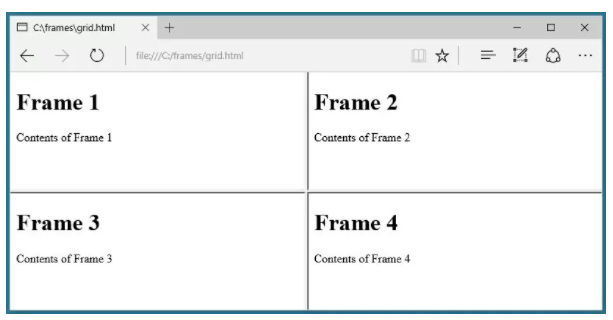 C:\frames\grid.html
file:///C:/frames/grid.html
Frame 1
Contents of Frame 1
Frame 2
Contents of Frame 2
Frame 3
Contents of Frame 3
Frame 4
Contents of Frame 4